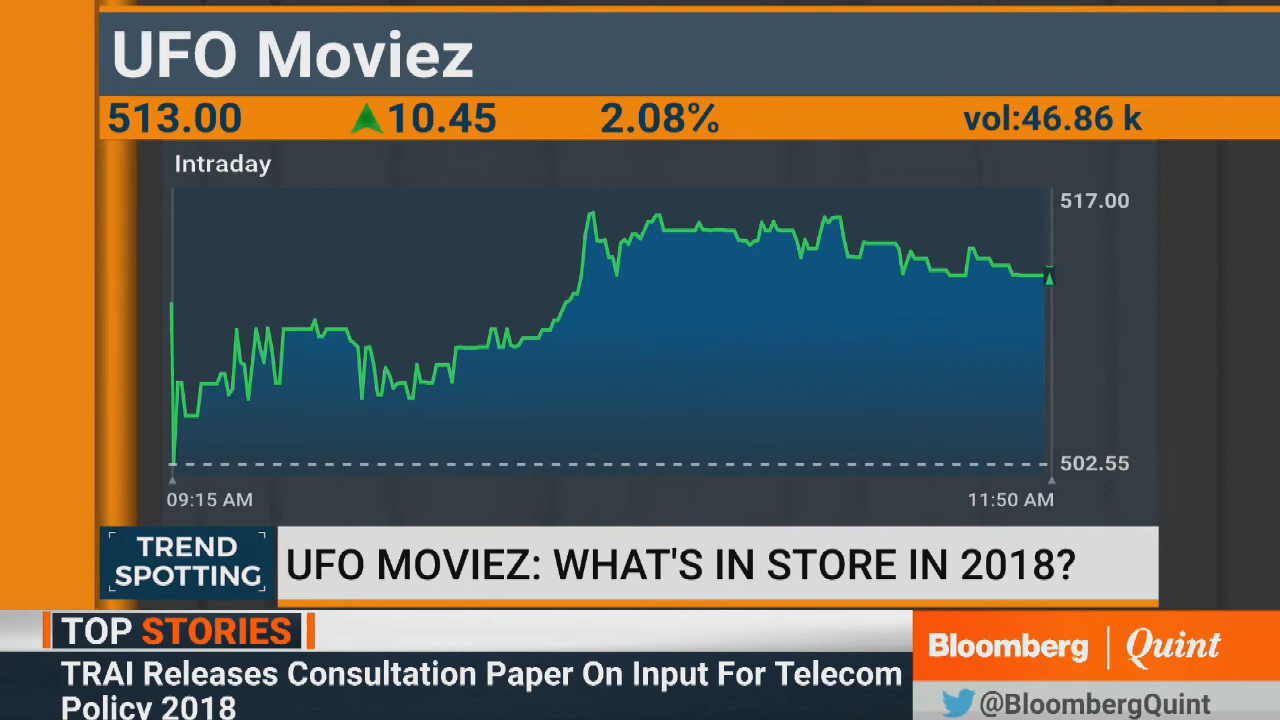 UFO Moviez
513.00 10.45 2.08% vol:46.86 k
Intraday
517.00
502.55
09:15 AM 11:50 AM
TREND
SPOTTING
UFO MOVIEZ: WHAT'S IN STORE IN 2018?
TOP STORIES
TRAI Releases Consultation Paper On Input For Telecom
Policy 2018
Bloomberg | Quint
@BloombergQuint